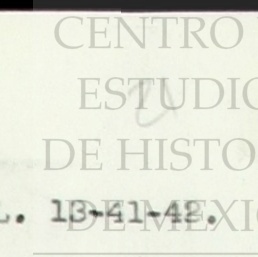 CENTRO
ESTUDIO
DE HISTO
L. 13-41-42.
DE MEXIC